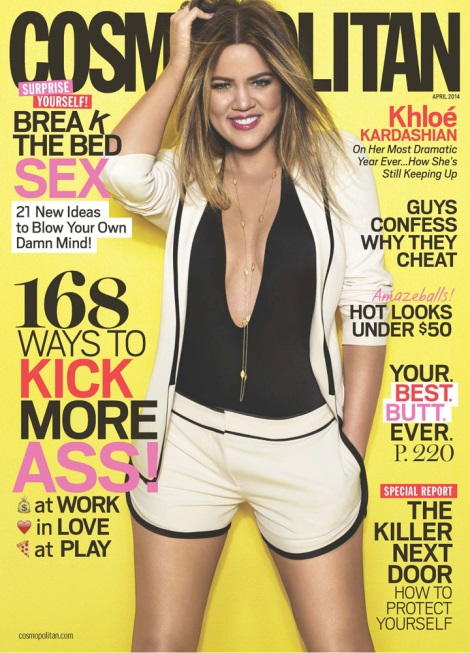 COSMOPOLITAN
APRIL 2014
SURPRISE
YOURSELF!
BREAK
THE BED
SEX
21 New Ideas
to Blow Your Own
Damn Mind!
168
WAYS TO
KICK
MORE
ASS!
at WORK
in LOVE
at PLAY
cosmopolitan.com
Khloé
KARDASHIAN
On Her Most Dramatic
Year Ever...How She's
Still Keeping Up
GUYS
CONFESS
WHY THEY
CHEAT
Amazeballs!
HOT LOOKS
UNDER $50
YOUR.
BEST.
BUTT.
EVER.
P. 220
SPECIAL REPORT
THE
KILLER
NEXT
DOOR
HOW TO
PROTECT
YOURSELF